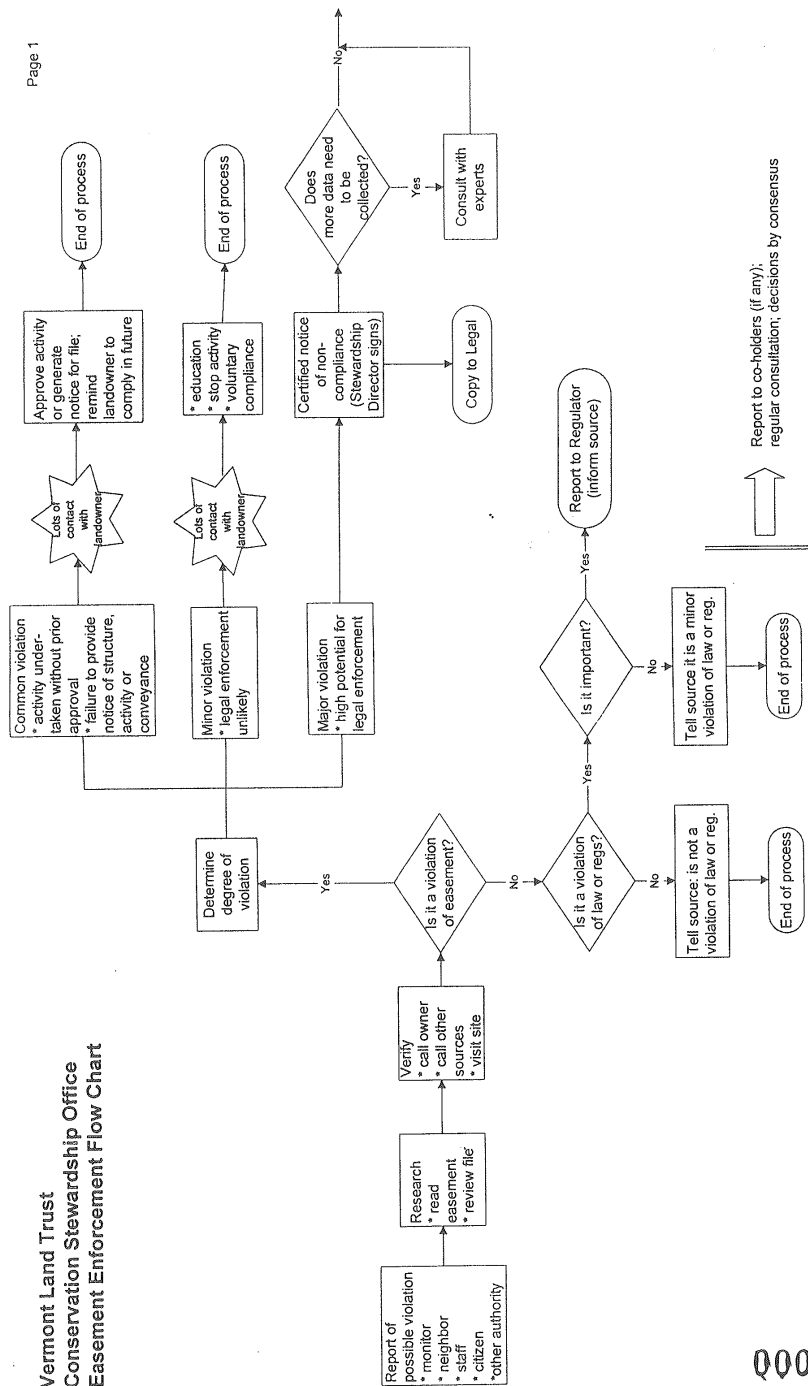 Vermont Land Trust
Conservation Stewardship Office
Easement Enforcement Flow Chart
Page 1
Report of
possible violation
* monitor
* neighbor
* staff
* citizen
*other authority
Research
* read
easement
* review file
Verify
* call owner
* call other
sources
* visit site
Is it a violation
of easement?
Yes
No
Determine
degree of
violation
Common violation
* activity under-
taken without prior
approval
* failure to provide
notice of structure,
activity or
conveyance
Lots of
contact
with
landowner
Approve activity
or generate
notice for file;
remind
landowner to
comply in future
End of process
Minor violation
* legal enforcement
unlikely
Lots of
contact
with
landowner
* education
* stop activity
* voluntary
compliance
End of process
Major violation
* high potential for
legal enforcement
Certified notice
of non-
compliance
(Stewardship
Director signs)
Copy to Legal
Does
more data need
to be
collected?
No
Yes
Consult with
experts
Is it a violation
of law or regs?
Yes
No
Tell source: is not a
violation of law or reg.
End of process
Is it important?
Yes
No
Report to Regulator
(inform source)
Tell source it is a minor
violation of law or reg.
End of process
Report to co-holders (if any);
regular consultation; decisions by consensus